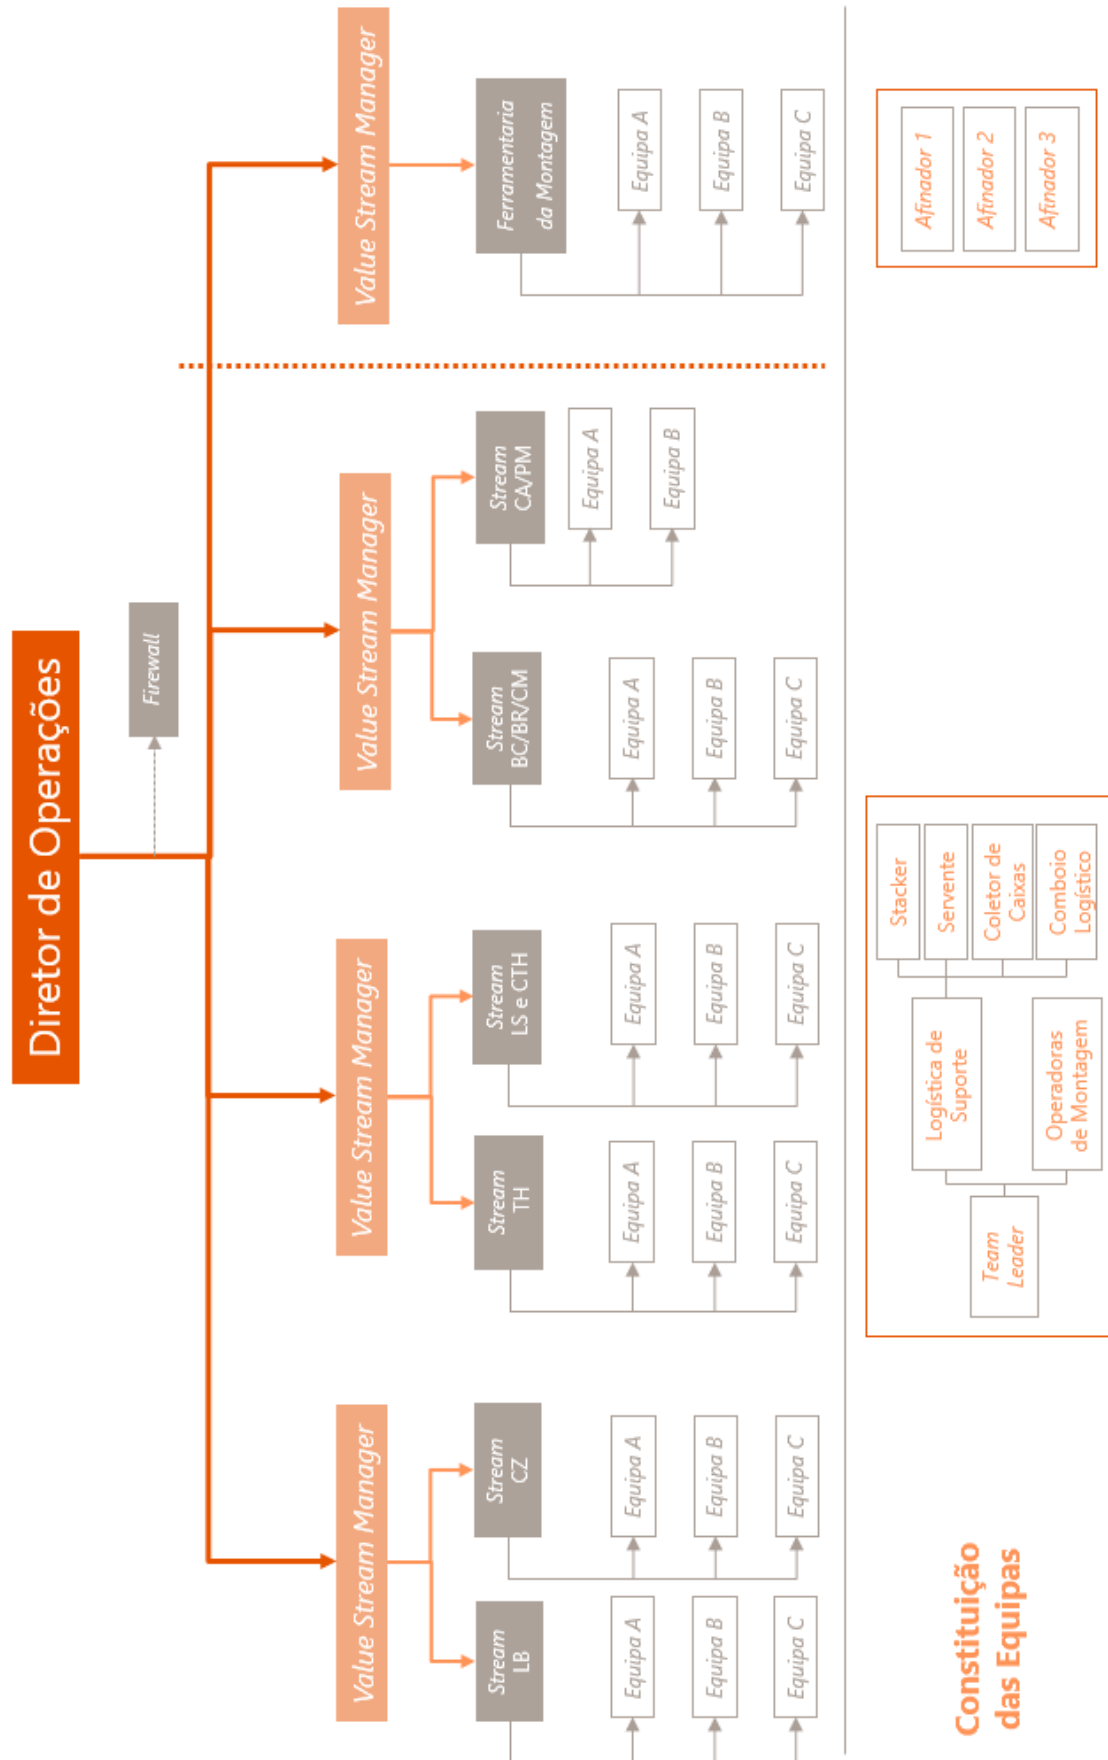 Diretor de Operações
Firewall
Value Stream Manager
Value Stream Manager
Value Stream Manager
Value Stream Manager
Stream
LB
Stream
CZ
Stream
TH
Stream
LS e CTH
Stream
BC/BR/CM
Stream
CA/PM
Ferramentaria
da Montagem
Equipa A
Equipa B
Equipa C
Equipa A
Equipa B
Equipa C
Equipa A
Equipa B
Equipa C
Equipa A
Equipa B
Equipa C
Equipa A
Equipa B
Equipa C
Equipa A
Equipa B
Equipa A
Equipa B
Equipa C
Constituição
das Equipas
Team
Leader
Logística de
Suporte
Operadoras
de Montagem
Stacker
Servente
Coletor de
Caixas
Comboio
Logístico
Afinador 1
Afinador 2
Afinador 3